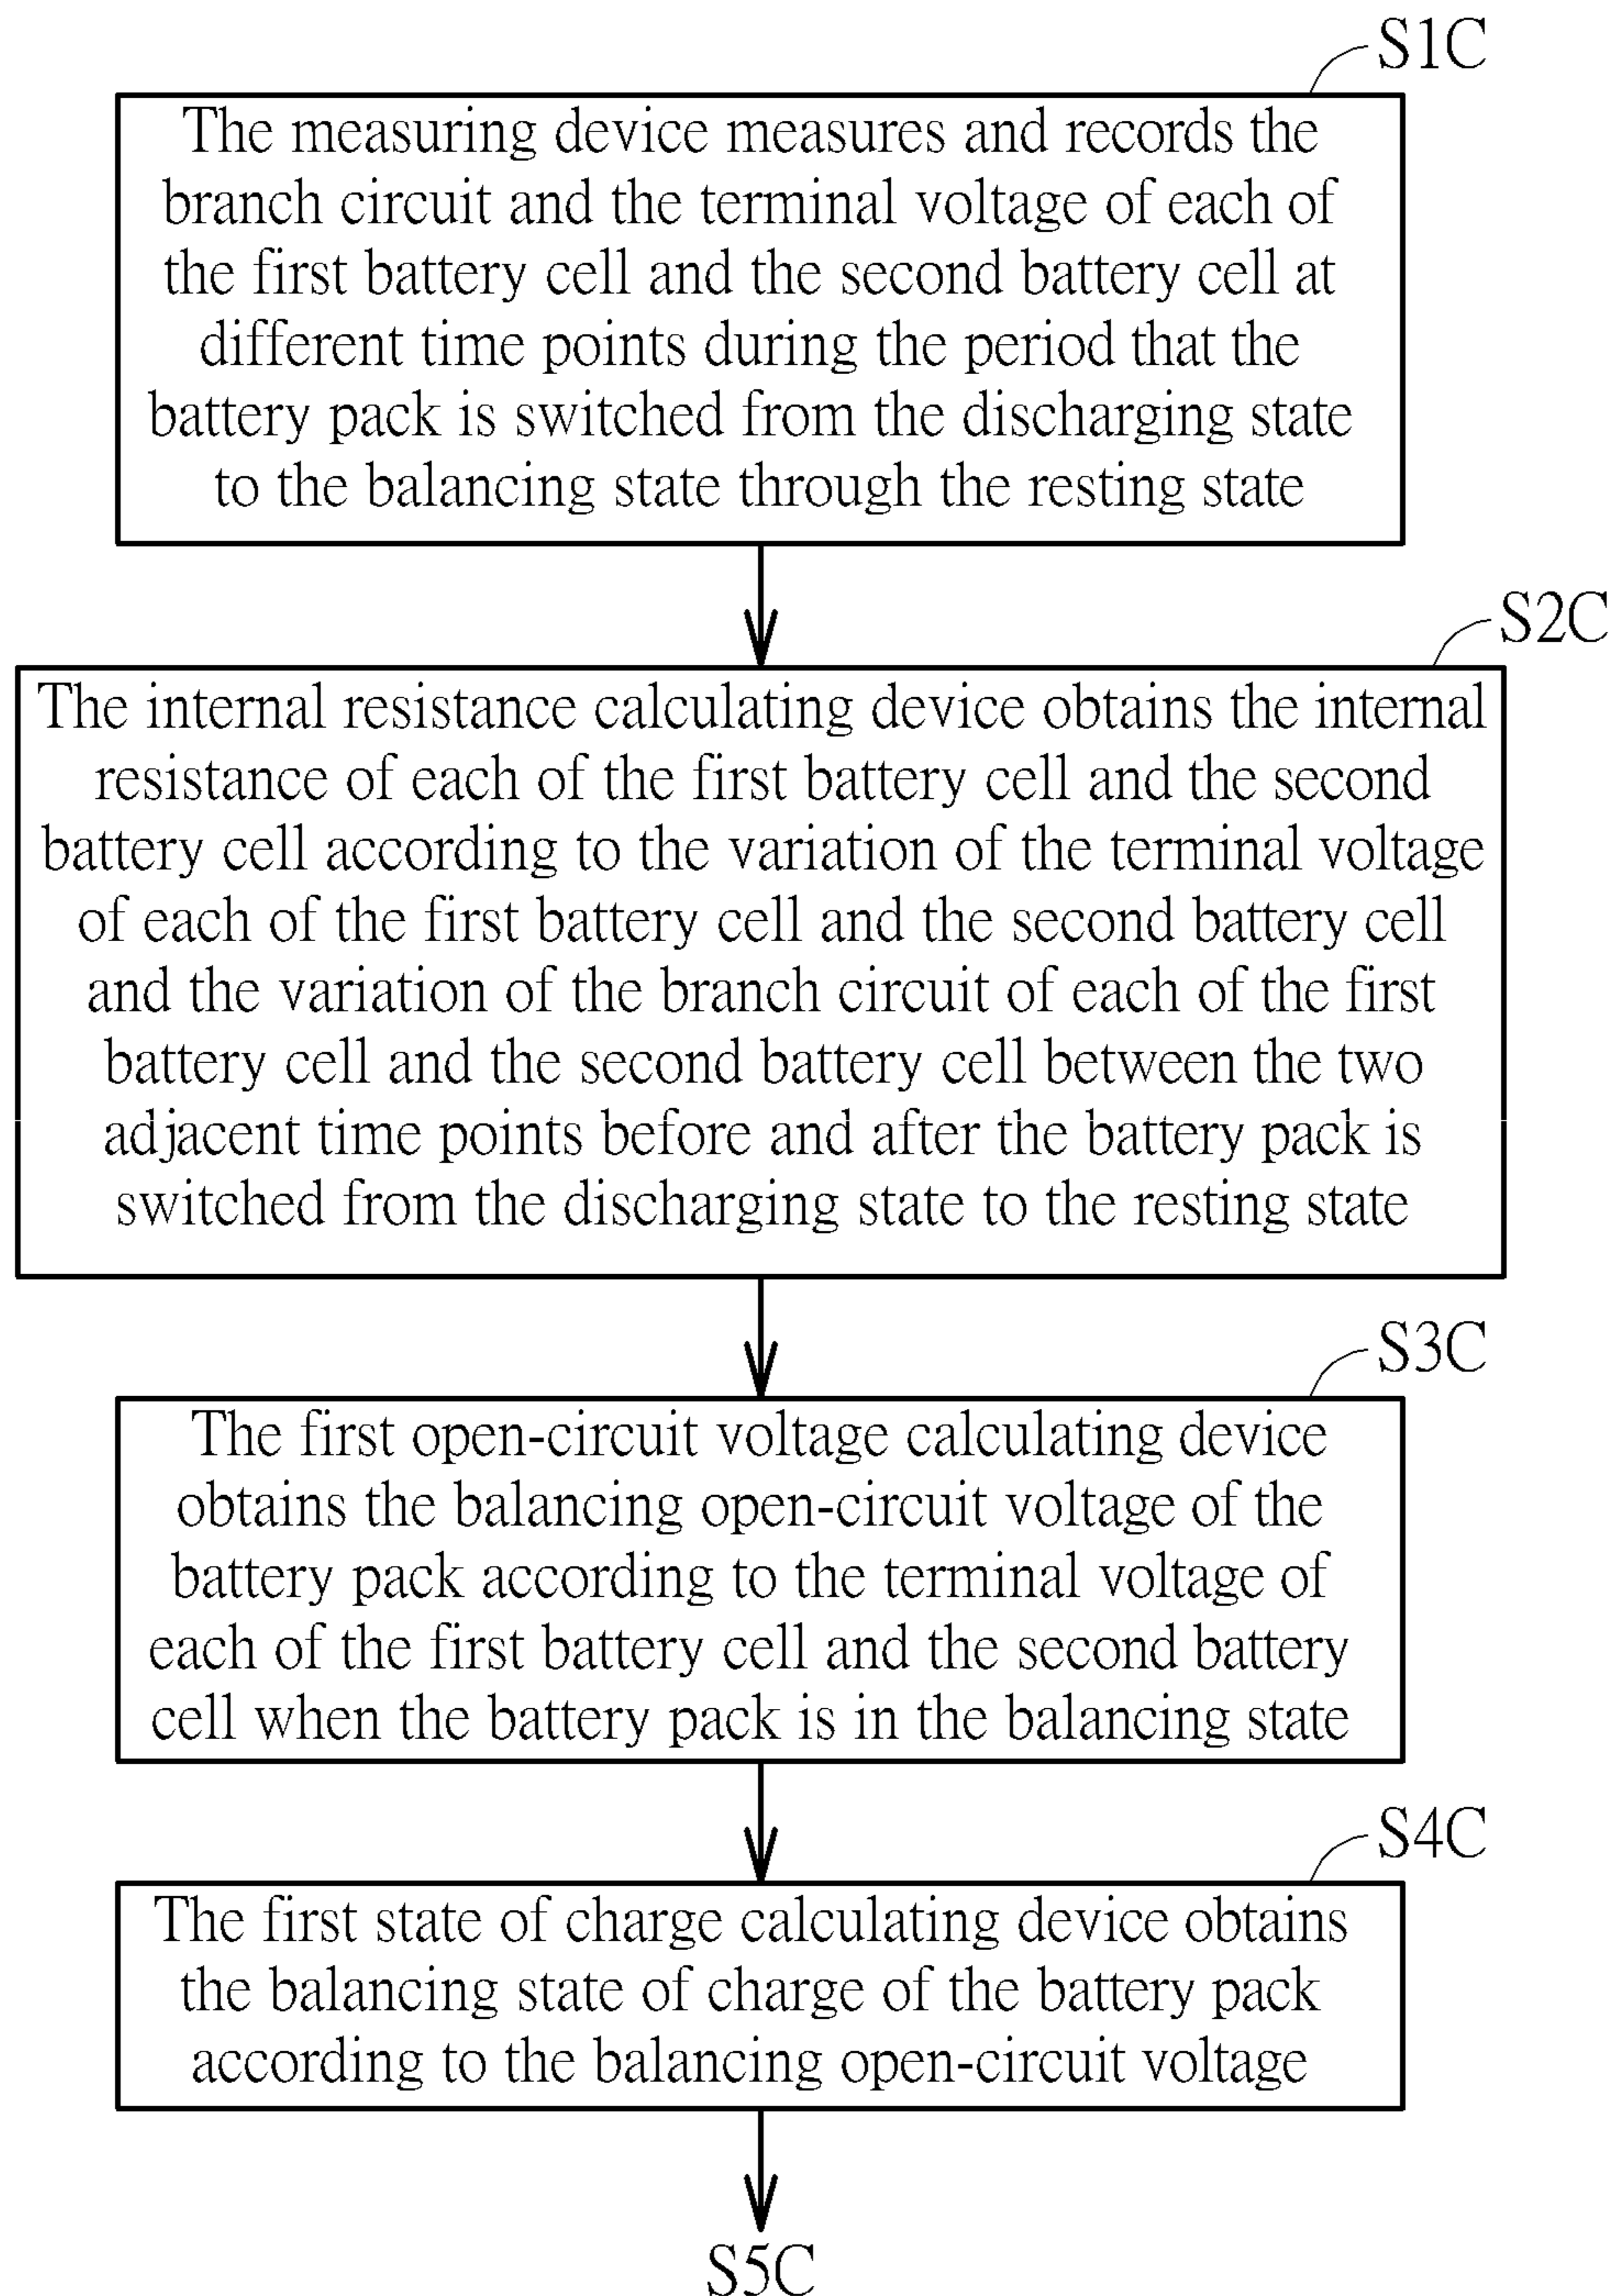 S1C
The measuring device measures and records the
branch circuit and the terminal voltage of each of
the first battery cell and the second battery cell at
different time points during the period that the
battery pack is switched from the discharging state
to the balancing state through the resting state
S2C
The internal resistance calculating device obtains the internal
resistance of each of the first battery cell and the second
battery cell according to the variation of the terminal voltage
of each of the first battery cell and the second battery cell
and the variation of the branch circuit of each of the first
battery cell and the second battery cell between the two
adjacent time points before and after the battery pack is
switched from the discharging state to the resting state
S3C
The first open-circuit voltage calculating device
obtains the balancing open-circuit voltage of the
battery pack according to the terminal voltage of
each of the first battery cell and the second battery
cell when the battery pack is in the balancing state
S4C
The first state of charge calculating device obtains
the balancing state of charge of the battery pack
according to the balancing open-circuit voltage
S5C